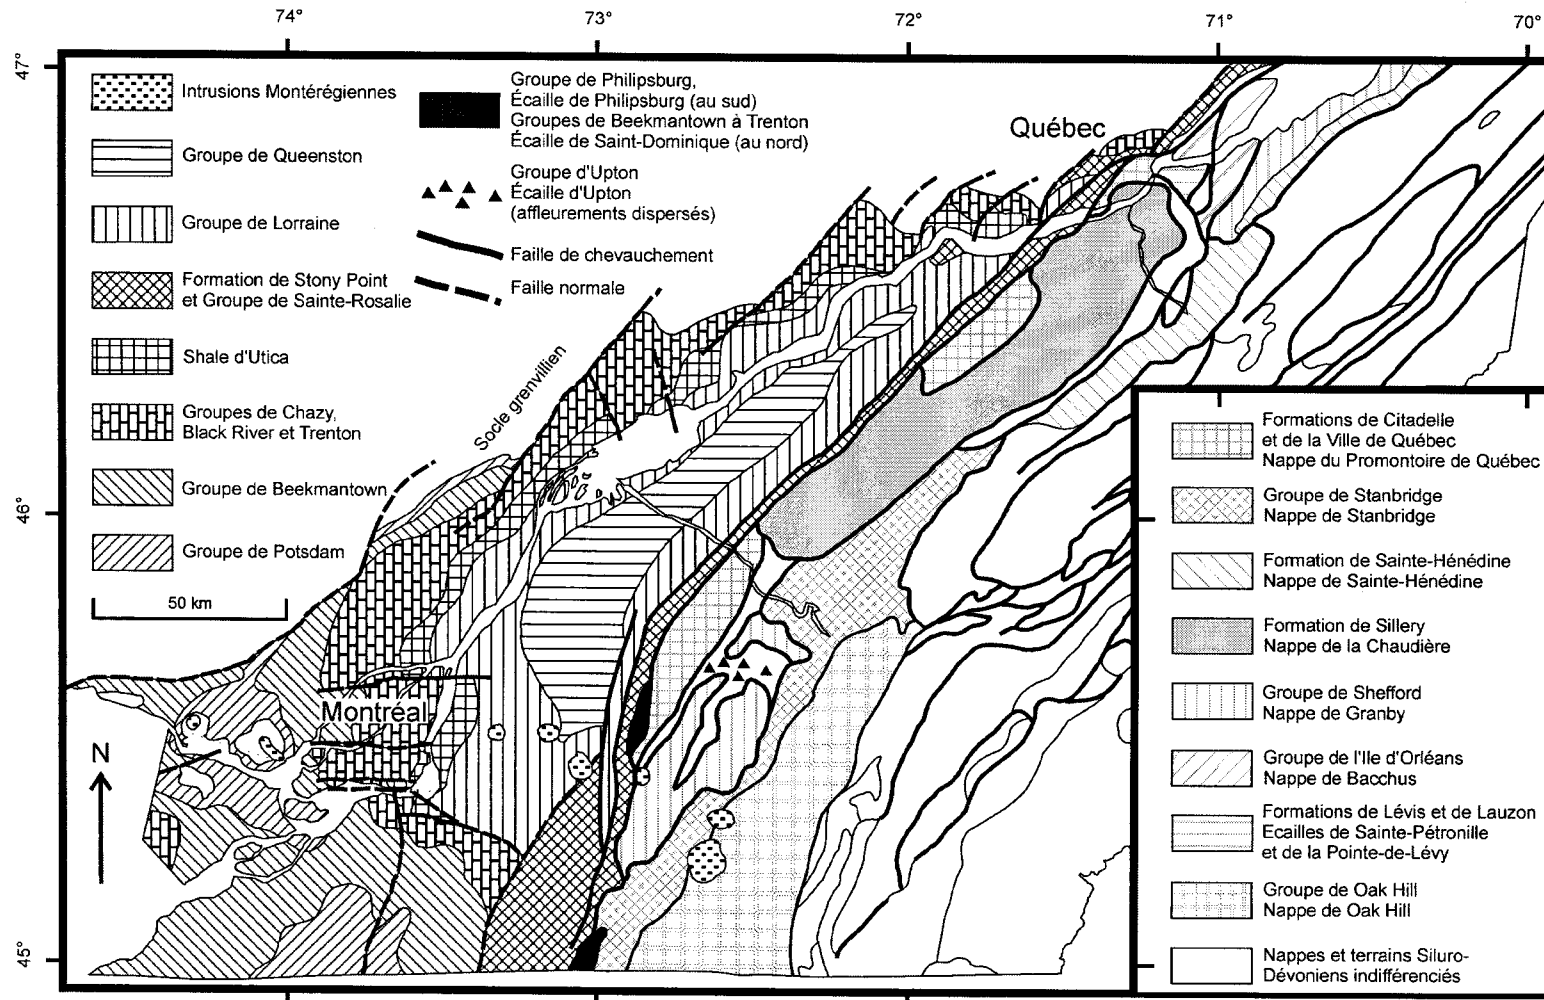 74°
73°
72°
71°
70°
47°
46°
45°
Intrusions Montérégiennes
Groupe de Queenston
Groupe de Lorraine
Formation de Stony Point
et Groupe de Sainte-Rosalie
Shale d'Utica
Groupes de Chazy,
Black River et Trenton
Groupe de Beekmantown
Groupe de Potsdam
50 km
Groupe de Philipsburg,
Écaille de Philipsburg (au sud)
Groupes de Beekmantown à Trenton
Écaille de Saint-Dominique (au nord)
Groupe d'Upton
Écaille d'Upton
(affleurements dispersés)
Faille de chevauchement
Faille normale
Québec
Socle grenvillien
Montréal
N
Formations de Citadelle
et de la Ville de Québec
Nappe du Promontoire de Québec
Groupe de Stanbridge
Nappe de Stanbridge
Formation de Sainte-Hénédine
Nappe de Sainte-Hénédine
Formation de Sillery
Nappe de la Chaudière
Groupe de Shefford
Nappe de Granby
Groupe de l'Ile d'Orléans
Nappe de Bacchus
Formations de Lévis et de Lauzon
Ecailles de Sainte-Pétronille
et de la Pointe-de-Lévy
Groupe de Oak Hill
Nappe de Oak Hill
Nappes et terrains Siluro-
Dévoniens indifférenciés